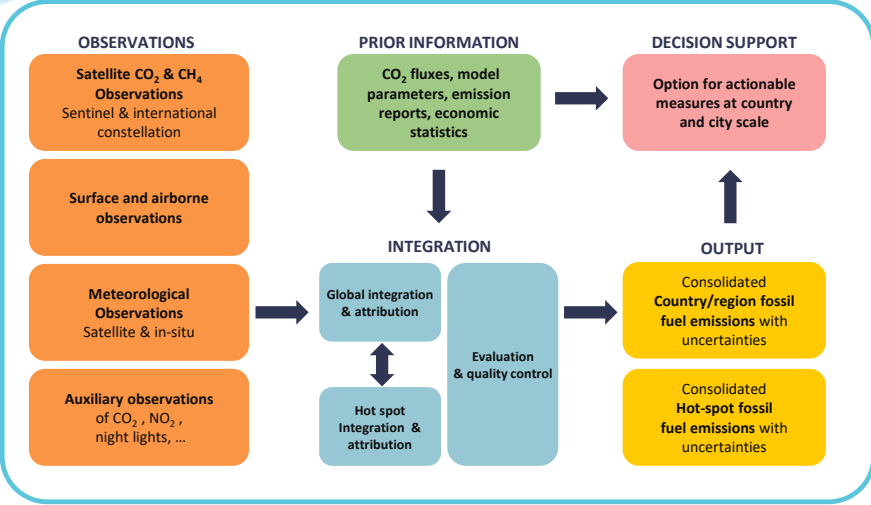 OBSERVATIONS
Satellite CO₂ & CH₄
Observations
Sentinel & international
constellation
Surface and airborne
observations
Meteorological
Observations
Satellite & in-situ
Auxiliary observations
of CO₂ , NO₂ ,
night lights, ...
PRIOR INFORMATION
CO₂ fluxes, model
parameters, emission
reports, economic
statistics
INTEGRATION
Global integration
& attribution
Hot spot
Integration &
attribution
Evaluation
& quality control
DECISION SUPPORT
Option for actionable
measures at country
and city scale
OUTPUT
Consolidated
Country/region fossil
fuel emissions with
uncertainties
Consolidated
Hot-spot fossil
fuel emissions with
uncertainties